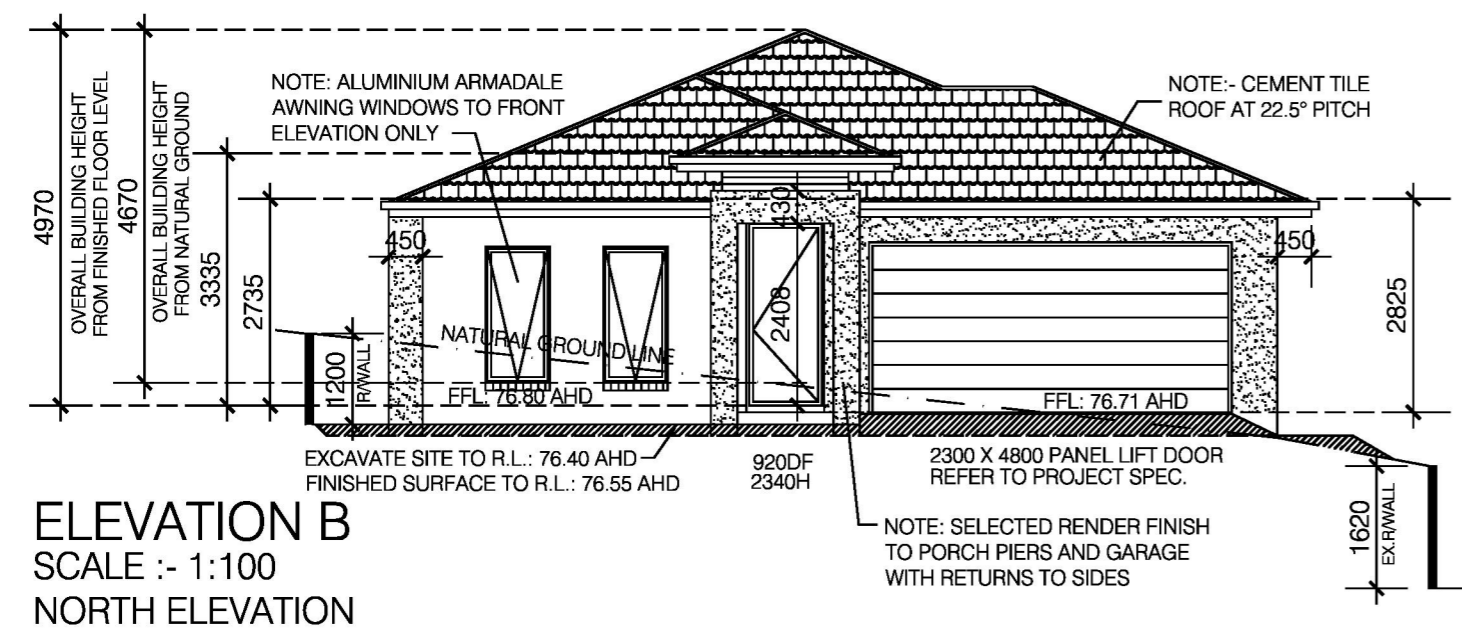 NOTE: ALUMINIUM ARMADALE
AWNING WINDOWS TO FRONT
ELEVATION ONLY
NOTE:- CEMENT TILE
ROOF AT 22.5° PITCH
4970
OVERALL BUILDING HEIGHT
FROM FINISHED FLOOR LEVEL
4670
OVERALL BUILDING HEIGHT
FROM NATURAL GROUND
3335
2735
450
430
2408
450
2825
NATURAL GROUND LINE
1200
R/WALL
FFL: 76.80 AHD
FFL: 76.71 AHD
EXCAVATE SITE TO R.L.: 76.40 AHD
FINISHED SURFACE TO R.L.: 76.55 AHD
920DF
2340H
2300 X 4800 PANEL LIFT DOOR
REFER TO PROJECT SPEC.
NOTE: SELECTED RENDER FINISH
TO PORCH PIERS AND GARAGE
WITH RETURNS TO SIDES
1620
EX.R/WALL
ELEVATION B
SCALE :- 1:100
NORTH ELEVATION